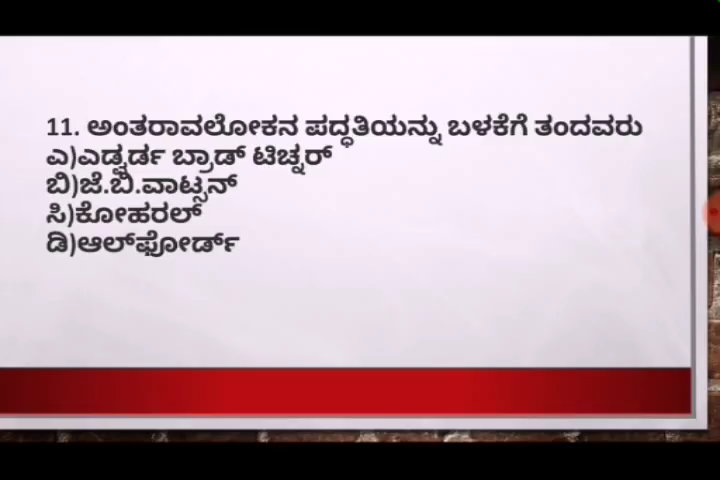 11. ಅಂತರಾವಲೋಕನ ಪದ್ಧತಿಯನ್ನು ಬಳಕೆಗೆ ತಂದವರು
ಎ)ಎಡ್ವರ್ಡ ಬ್ರಾಡ್ ಟಿಚ್ನರ್
ಬಿ)ಜೆ.ಬಿ.ವಾಟ್ಸನ್
ಸಿ)ಕೋಹರಲ್
ಡಿ)ಆಲ್‌ಫೋರ್ಡ್